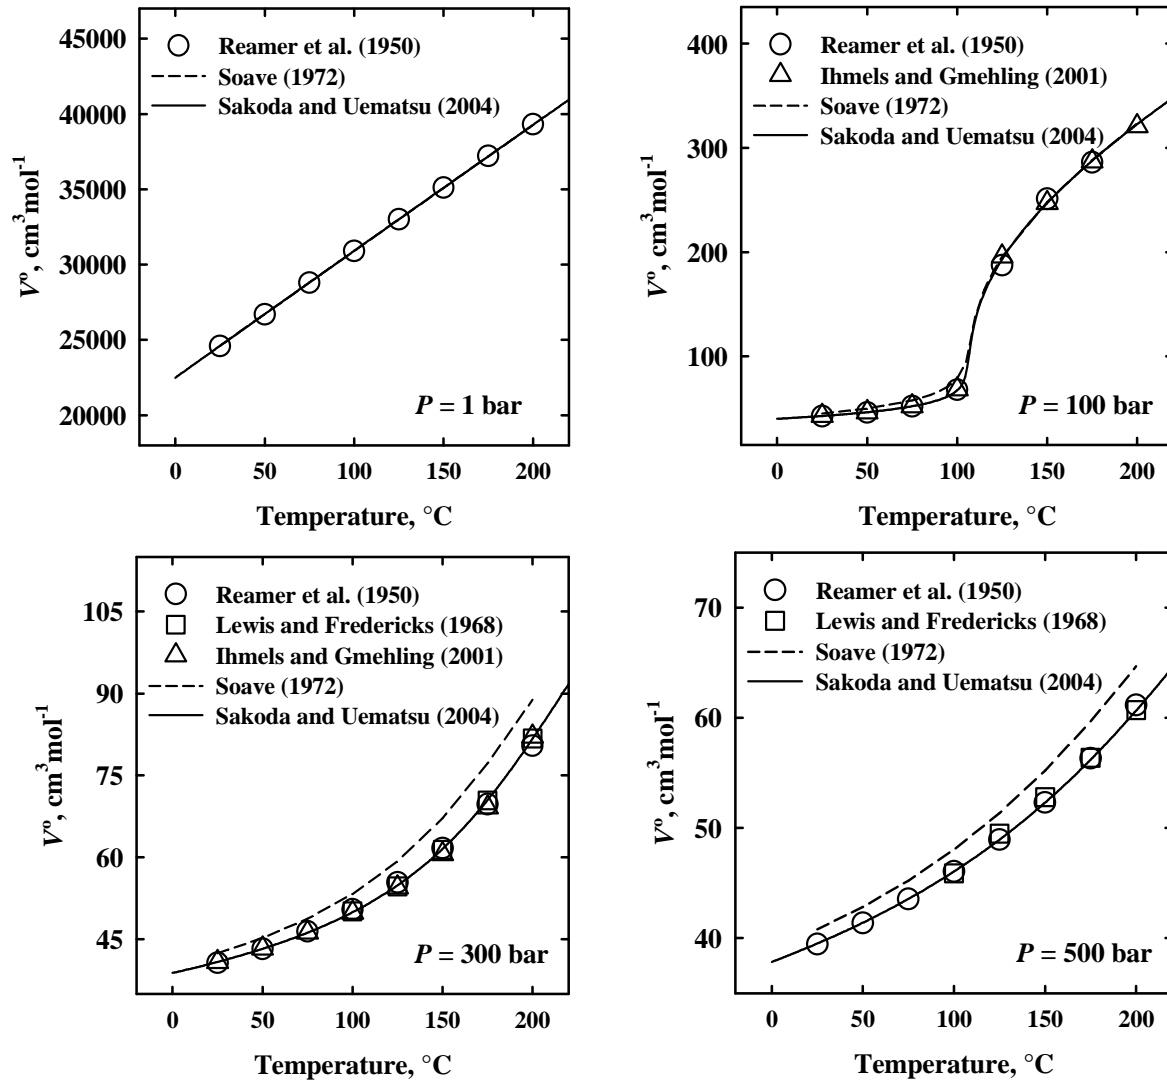 45000
40000
35000
30000
25000
20000
V°, cm³mol⁻¹
Reamer et al. (1950)
Soave (1972)
Sakoda and Uematsu (2004)
P = 1 bar
0 50 100 150 200
Temperature, °C
400
300
200
100
V°, cm³mol⁻¹
Reamer et al. (1950)
Ihmels and Gmehling (2001)
Soave (1972)
Sakoda and Uematsu (2004)
P = 100 bar
0 50 100 150 200
Temperature, °C
105
90
75
60
45
V°, cm³mol⁻¹
Reamer et al. (1950)
Lewis and Fredericks (1968)
Ihmels and Gmehling (2001)
Soave (1972)
Sakoda and Uematsu (2004)
P = 300 bar
0 50 100 150 200
Temperature, °C
70
60
50
40
V°, cm³mol⁻¹
Reamer et al. (1950)
Lewis and Fredericks (1968)
Soave (1972)
Sakoda and Uematsu (2004)
P = 500 bar
0 50 100 150 200
Temperature, °C